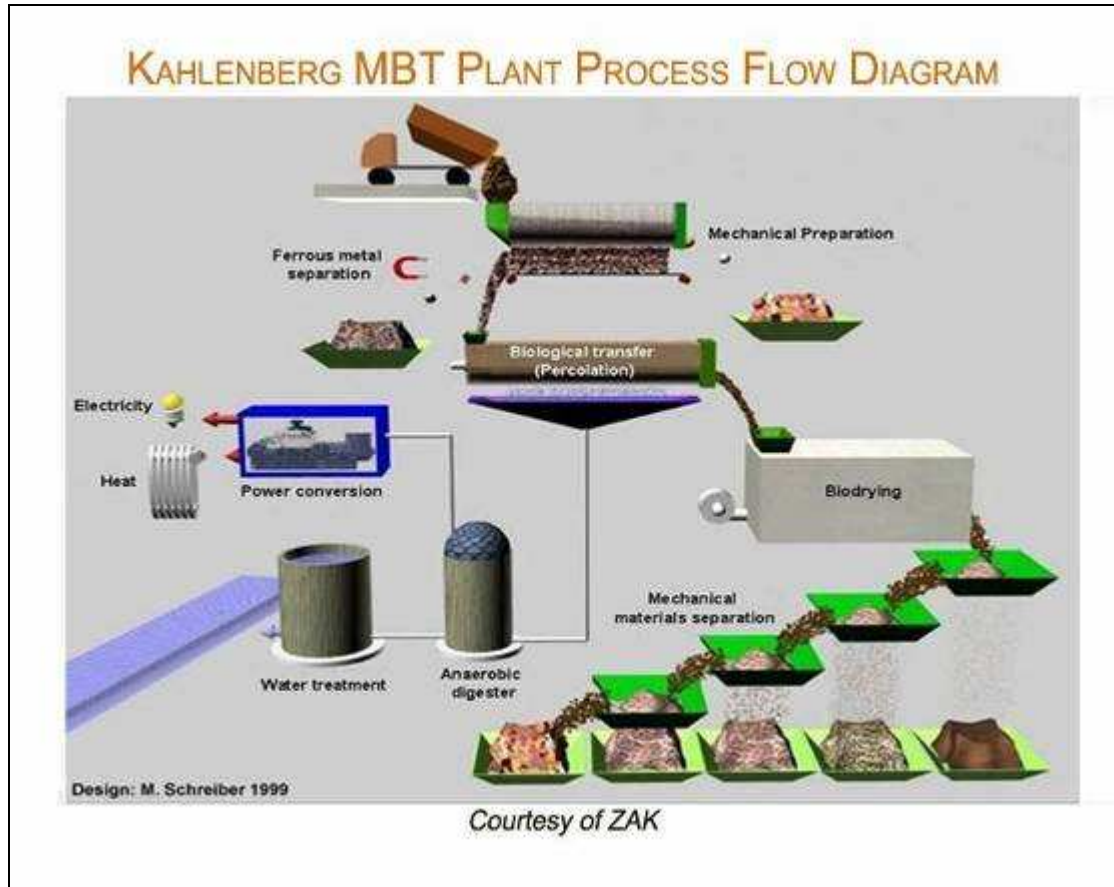 KAHLENBERG MBT PLANT PROCESS FLOW DIAGRAM
Mechanical Preparation
Ferrous metal
separation
Biological transfer
(Percolation)
Electricity
Heat
Power conversion
Biodrying
Mechanical
materials separation
Water treatment
Anaerobic
digester
Design: M. Schreiber 1999
Courtesy of ZAK